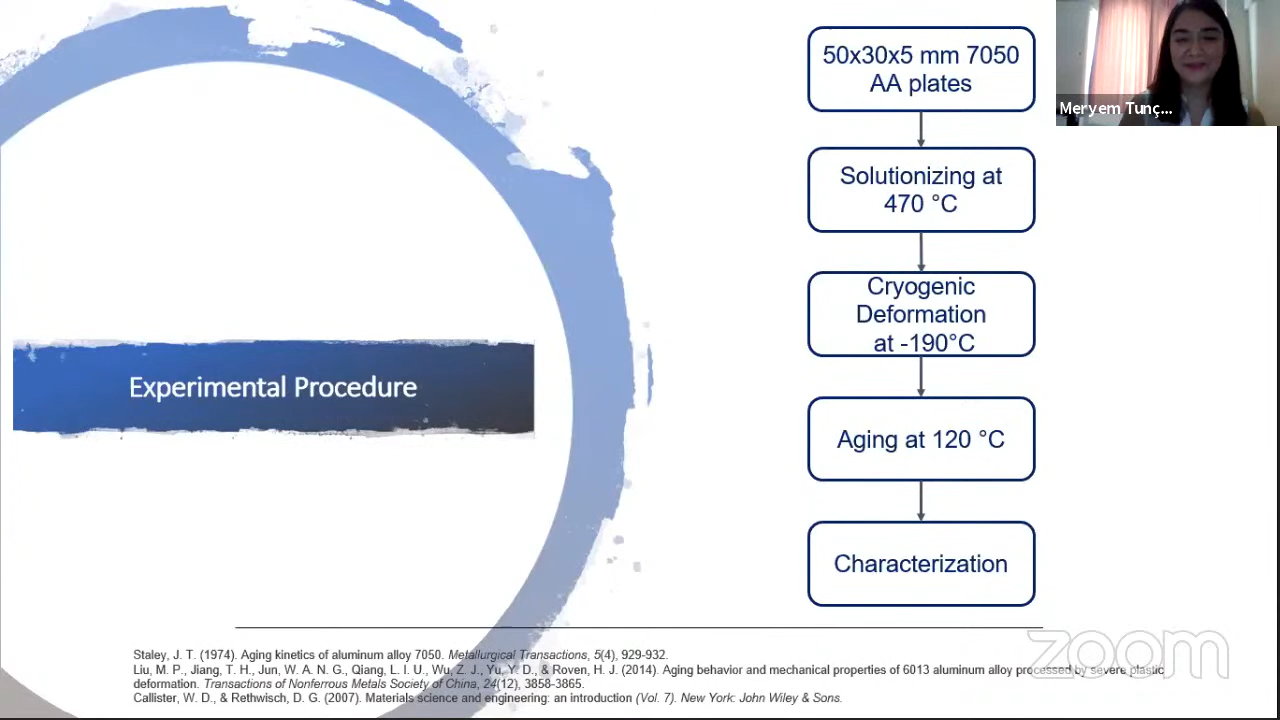 50x30x5 mm 7050
AA plates
Meryem Tunç...
Solutionizing at
470 °C
Cryogenic
Deformation
at -190°C
Experimental Procedure
Aging at 120 °C
Characterization
zoom
Staley, J. T. (1974). Aging kinetics of aluminum alloy 7050. Metallurgical Transactions, 5(4), 929-932.
Liu, M. P., Jiang, T. H., Jun, W. A. N. G., Qiang, L. I. U., Wu, Z. J., Yu, Y. D., & Roven, H. J. (2014). Aging behavior and mechanical properties of 6013 aluminum alloy processed by severe plastic
deformation. Transactions of Nonferrous Metals Society of China, 24(12), 3858-3865.
Callister, W. D., & Rethwisch, D. G. (2007). Materials science and engineering: an introduction (Vol. 7). New York: John Wiley & Sons.